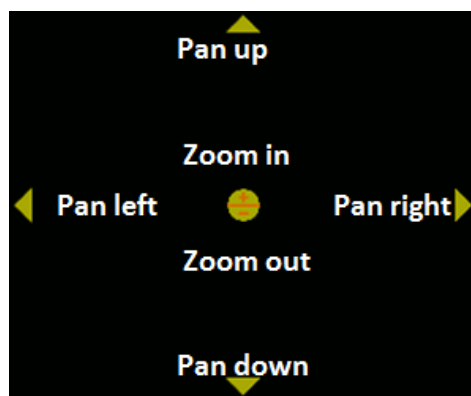 Pan up
Zoom in
Pan left
+
−
Pan right
Zoom out
Pan down